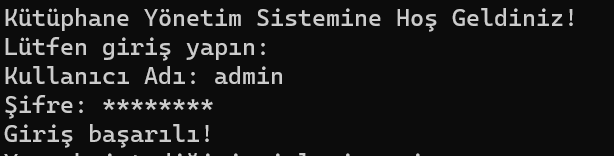 Kütüphane Yönetim Sistemine Hoş Geldiniz!
Lütfen giriş yapın:
Kullanıcı Adı: admin
Şifre: ********
Giriş başarılı!